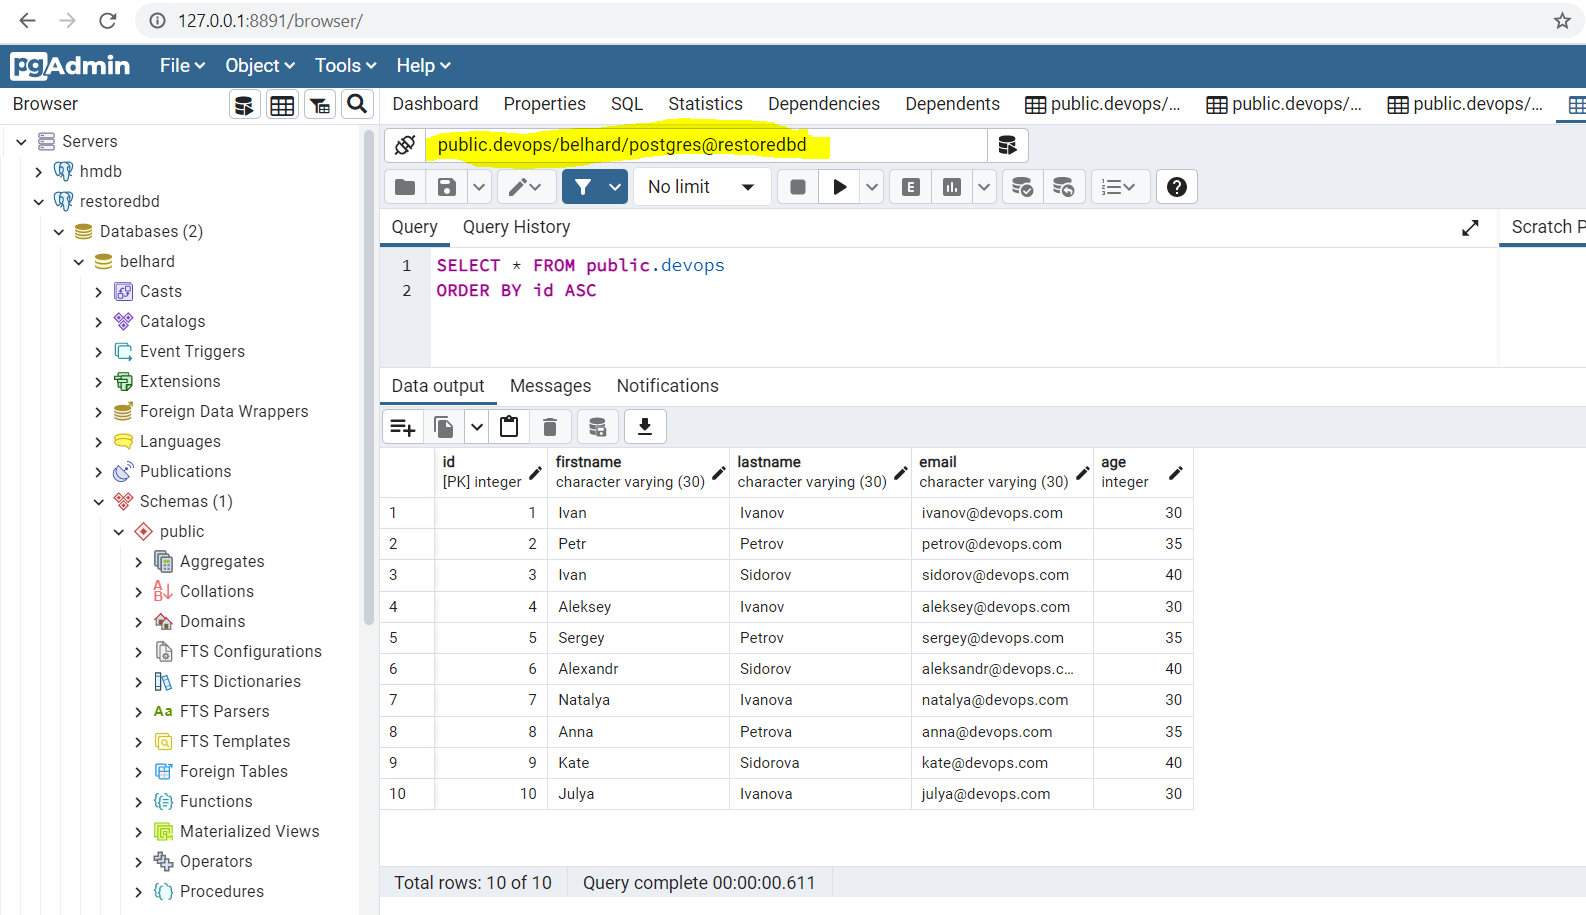 127.0.0.1:8891/browser/
pgAdmin File Object Tools Help
Browser
Dashboard Properties SQL Statistics Dependencies Dependents public.devops/... public.devops/... public.devops/...
Servers
hmdb
restoredbd
Databases (2)
belhard
Casts
Catalogs
Event Triggers
Extensions
Foreign Data Wrappers
Languages
Publications
Schemas (1)
public
Aggregates
Collations
Domains
FTS Configurations
FTS Dictionaries
Aa FTS Parsers
FTS Templates
Foreign Tables
Functions
Materialized Views
Operators
Procedures
public.devops/belhard/postgres@restoredbd
No limit E
Query Query History Scratch P
1 SELECT * FROM public.devops
2 ORDER BY id ASC
Data output Messages Notifications
id firstname lastname email age
[PK] integer character varying (30) character varying (30) character varying (30) integer
1 1 Ivan Ivanov ivanov@devops.com 30
2 2 Petr Petrov petrov@devops.com 35
3 3 Ivan Sidorov sidorov@devops.com 40
4 4 Aleksey Ivanov aleksey@devops.com 30
5 5 Sergey Petrov sergey@devops.com 35
6 6 Alexandr Sidorov aleksandr@devops.c... 40
7 7 Natalya Ivanova natalya@devops.com 30
8 8 Anna Petrova anna@devops.com 35
9 9 Kate Sidorova kate@devops.com 40
10 10 Julya Ivanova julya@devops.com 30
Total rows: 10 of 10 Query complete 00:00:00.611